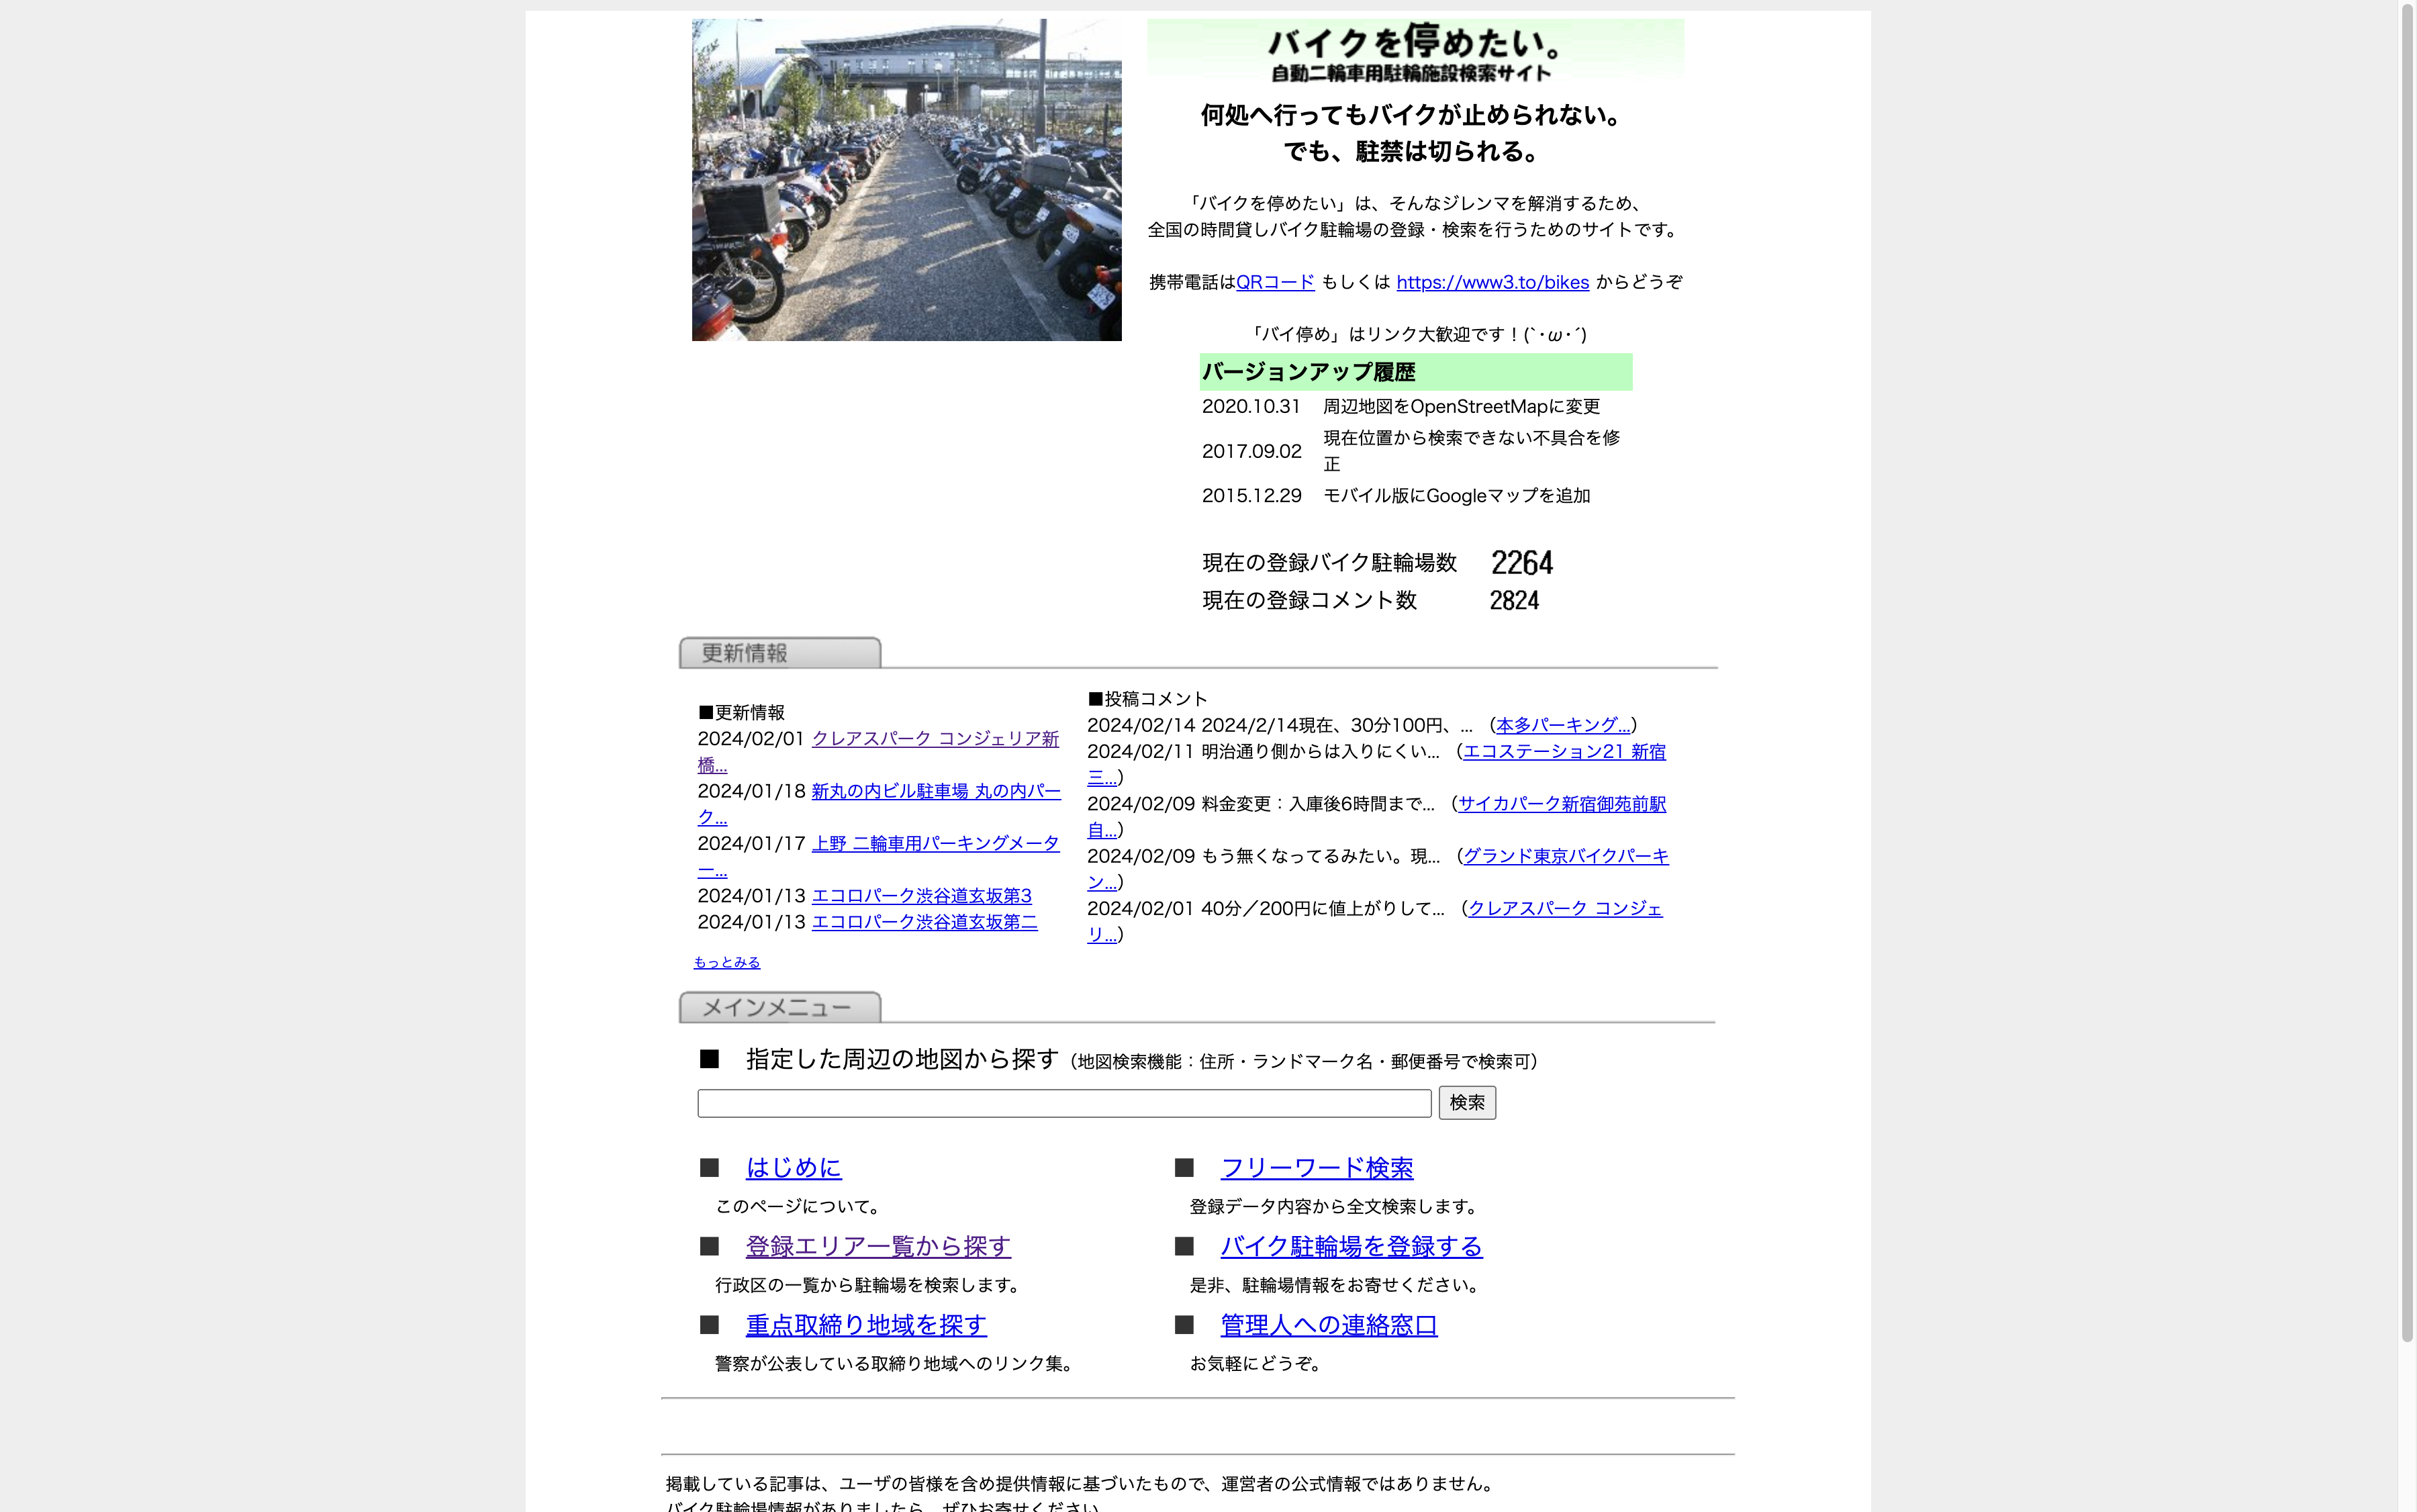 バイクを停めたい。
自動二輪車用駐輪施設検索サイト
何処へ行ってもバイクが止められない。
でも、駐禁は切られる。
「バイクを停めたい」は、そんなジレンマを解消するため、
全国の時間貸しバイク駐輪場の登録・検索を行うためのサイトです。
携帯電話はQRコード もしくは https://www3.to/bikes からどうぞ
「バイ停め」はリンク大歓迎です！(`･ω･´)
バージョンアップ履歴
2020.10.31 周辺地図をOpenStreetMapに変更
2017.09.02 現在位置から検索できない不具合を修
正
2015.12.29 モバイル版にGoogleマップを追加
現在の登録バイク駐輪場数 2264
現在の登録コメント数 2824
更新情報
■更新情報
2024/02/01 クレアスパーク コンジェリア新
橋...
2024/01/18 新丸の内ビル駐車場 丸の内パー
ク...
2024/01/17 上野 二輪車用パーキングメータ
ー...
2024/01/13 エコロパーク渋谷道玄坂第3
2024/01/13 エコロパーク渋谷道玄坂第二
■投稿コメント
2024/02/14 2024/2/14現在、30分100円、... （本多パーキング...）
2024/02/11 明治通り側からは入りにくい... （エコステーション21 新宿
三...）
2024/02/09 料金変更：入庫後6時間まで... （サイカパーク新宿御苑前駅
自...）
2024/02/09 もう無くなってるみたい。現... （グランド東京バイクパーキ
ン...）
2024/02/01 40分／200円に値上がりして... （クレアスパーク コンジェ
リ...）
もっとみる
メインメニュー
■ 指定した周辺の地図から探す（地図検索機能：住所・ランドマーク名・郵便番号で検索可）
検索
■ はじめに
このページについて。
■ フリーワード検索
登録データ内容から全文検索します。
■ 登録エリア一覧から探す
行政区の一覧から駐輪場を検索します。
■ バイク駐輪場を登録する
是非、駐輪場情報をお寄せください。
■ 重点取締り地域を探す
警察が公表している取締り地域へのリンク集。
■ 管理人への連絡窓口
お気軽にどうぞ。
掲載している記事は、ユーザの皆様を含め提供情報に基づいたもので、運営者の公式情報ではありません。
バイク駐輪場情報がありましたら、ぜひお寄せください。